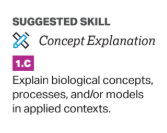 SUGGESTED SKILL
Concept Explanation
1.C
Explain biological concepts,
processes, and/or models
in applied contexts.